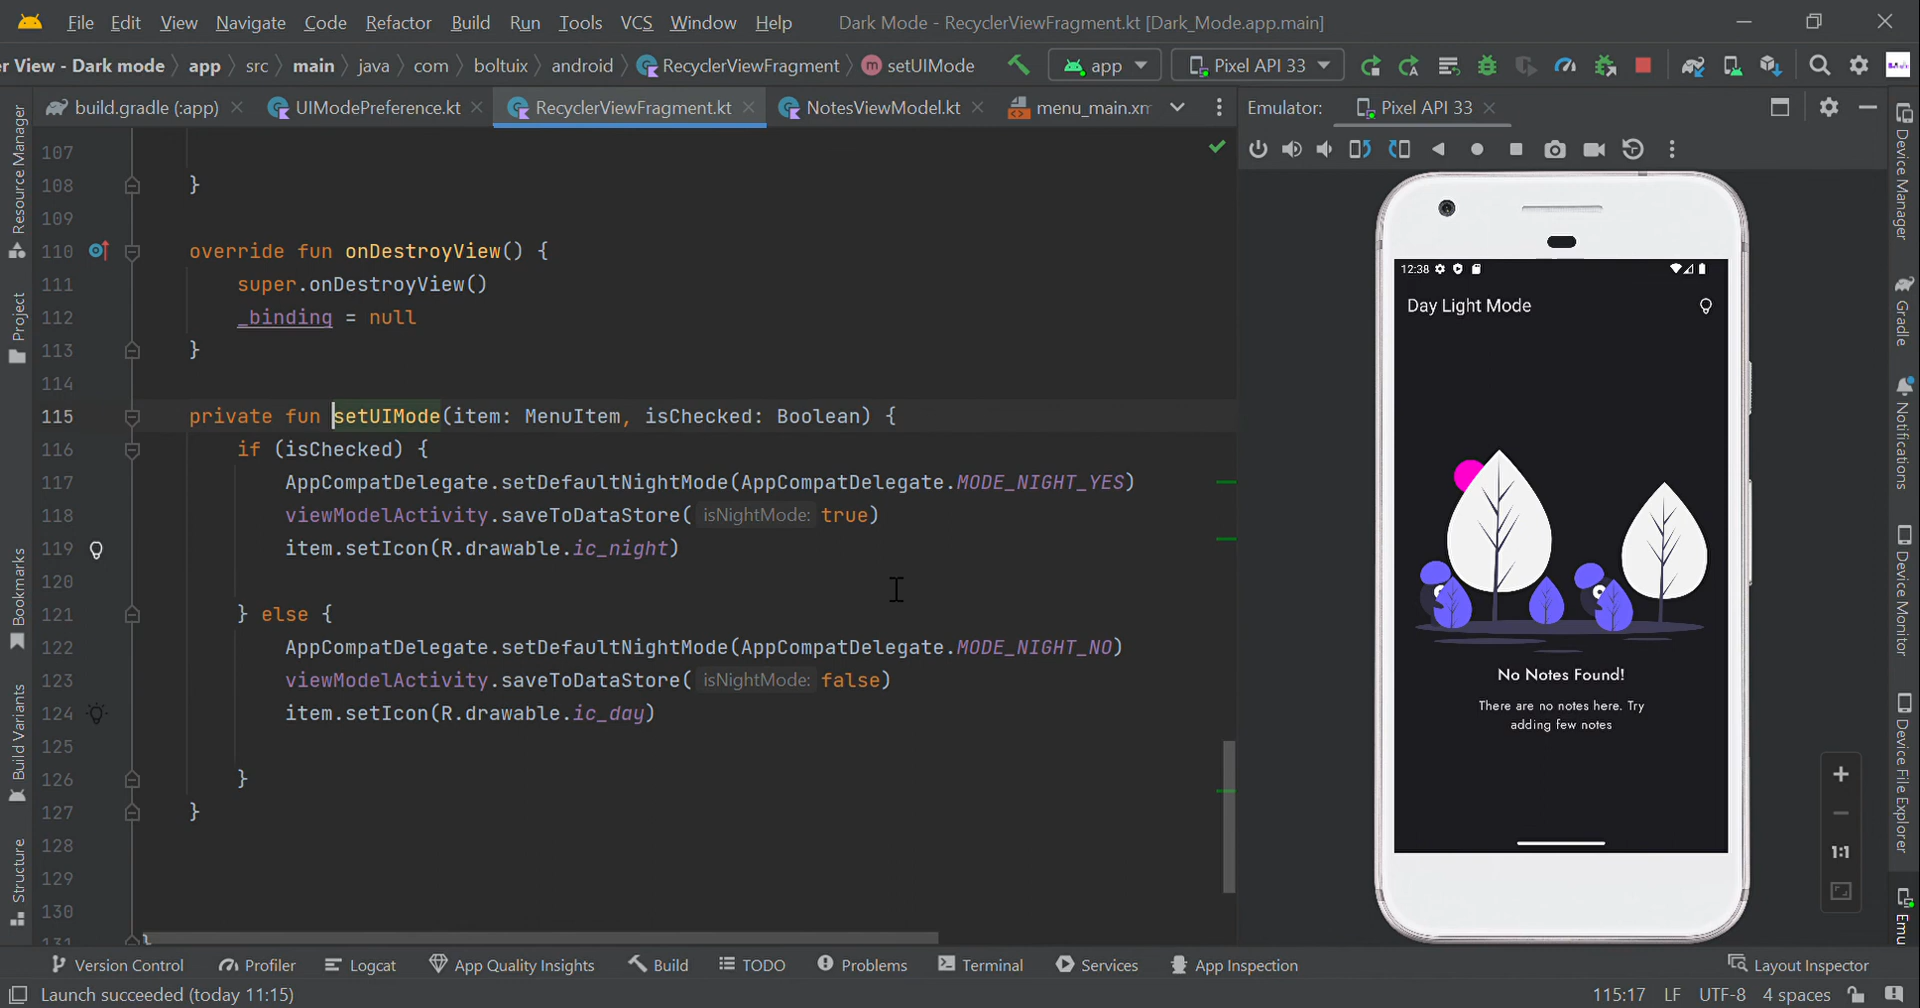 File Edit View Navigate Code Refactor Build Run Tools VCS Window Help Dark Mode - RecyclerViewFragment.kt [Dark_Mode.app.main]
r View - Dark mode app src main java com boltuix android RecyclerViewFragment m setUIMode app Pixel API 33
build.gradle (:app) UIModePreference.kt RecyclerViewFragment.kt NotesViewModel.kt menu_main.xm Emulator: Pixel API 33
107
108 }
109
110 override fun onDestroyView() {
111 super.onDestroyView()
112 _binding = null
113 }
114
115 private fun setUIMode(item: MenuItem, isChecked: Boolean) {
116 if (isChecked) {
117 AppCompatDelegate.setDefaultNightMode(AppCompatDelegate.MODE_NIGHT_YES)
118 viewModelActivity.saveToDataStore( isNightMode: true)
119 item.setIcon(R.drawable.ic_night)
120
121 } else {
122 AppCompatDelegate.setDefaultNightMode(AppCompatDelegate.MODE_NIGHT_NO)
123 viewModelActivity.saveToDataStore( isNightMode: false)
124 item.setIcon(R.drawable.ic_day)
125
126 }
127 }
128
129
130
131 }
Resource Manager
Project
Bookmarks
Build Variants
Structure
12:38
Day Light Mode
No Notes Found!
There are no notes here. Try
adding few notes
1:1
Device Manager
Gradle
Notifications
Device Monitor
Device File Explorer
Emu
Version Control Profiler Logcat App Quality Insights Build TODO Problems Terminal Services App Inspection Layout Inspector
Launch succeeded (today 11:15) 115:17 LF UTF-8 4 spaces